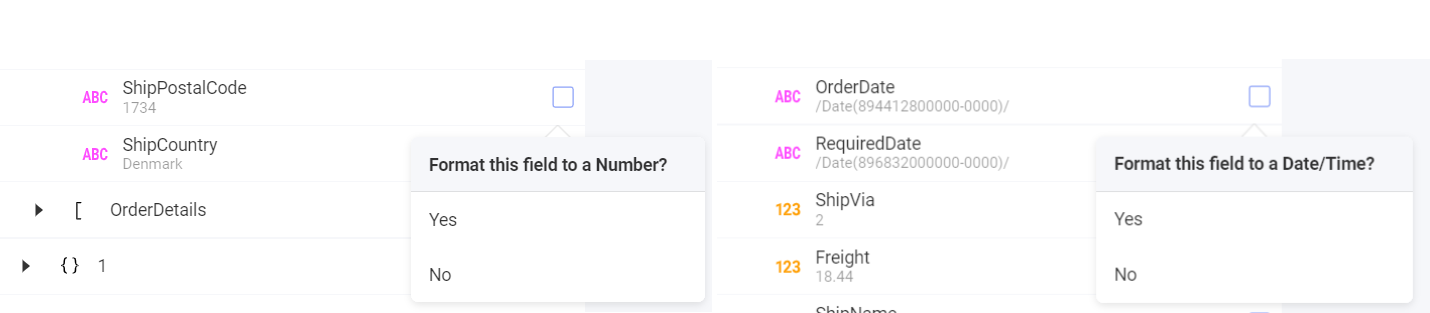 ABC ShipPostalCode
1734
ABC ShipCountry
Denmark
[ OrderDetails
{} 1
Format this field to a Number?
Yes
No
ABC OrderDate
/Date(894412800000-0000)/
ABC RequiredDate
/Date(896832000000-0000)/
123 ShipVia
2
123 Freight
18.44
ShipName
Format this field to a Date/Time?
Yes
No